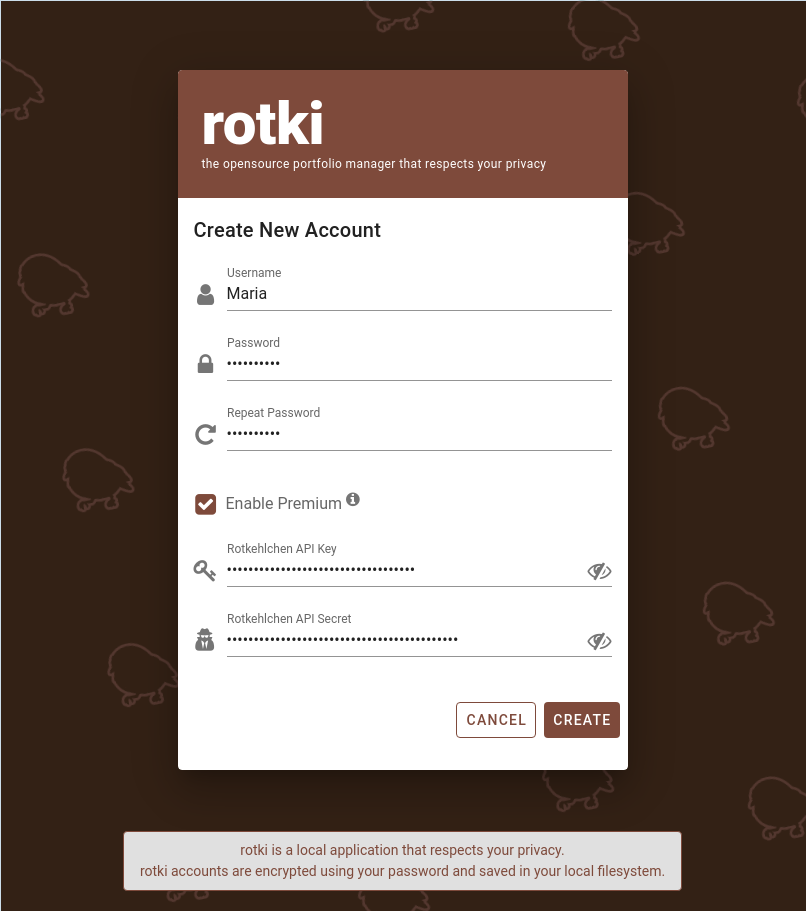 rotki
the opensource portfolio manager that respects your privacy
Create New Account
Username
Maria
Password
••••••••••
Repeat Password
••••••••••
Enable Premium
Rotkehlchen API Key
•••••••••••••••••••••••••••••••••••
Rotkehlchen API Secret
•••••••••••••••••••••••••••••••••••••••••••
CANCEL CREATE
rotki is a local application that respects your privacy.
rotki accounts are encrypted using your password and saved in your local filesystem.